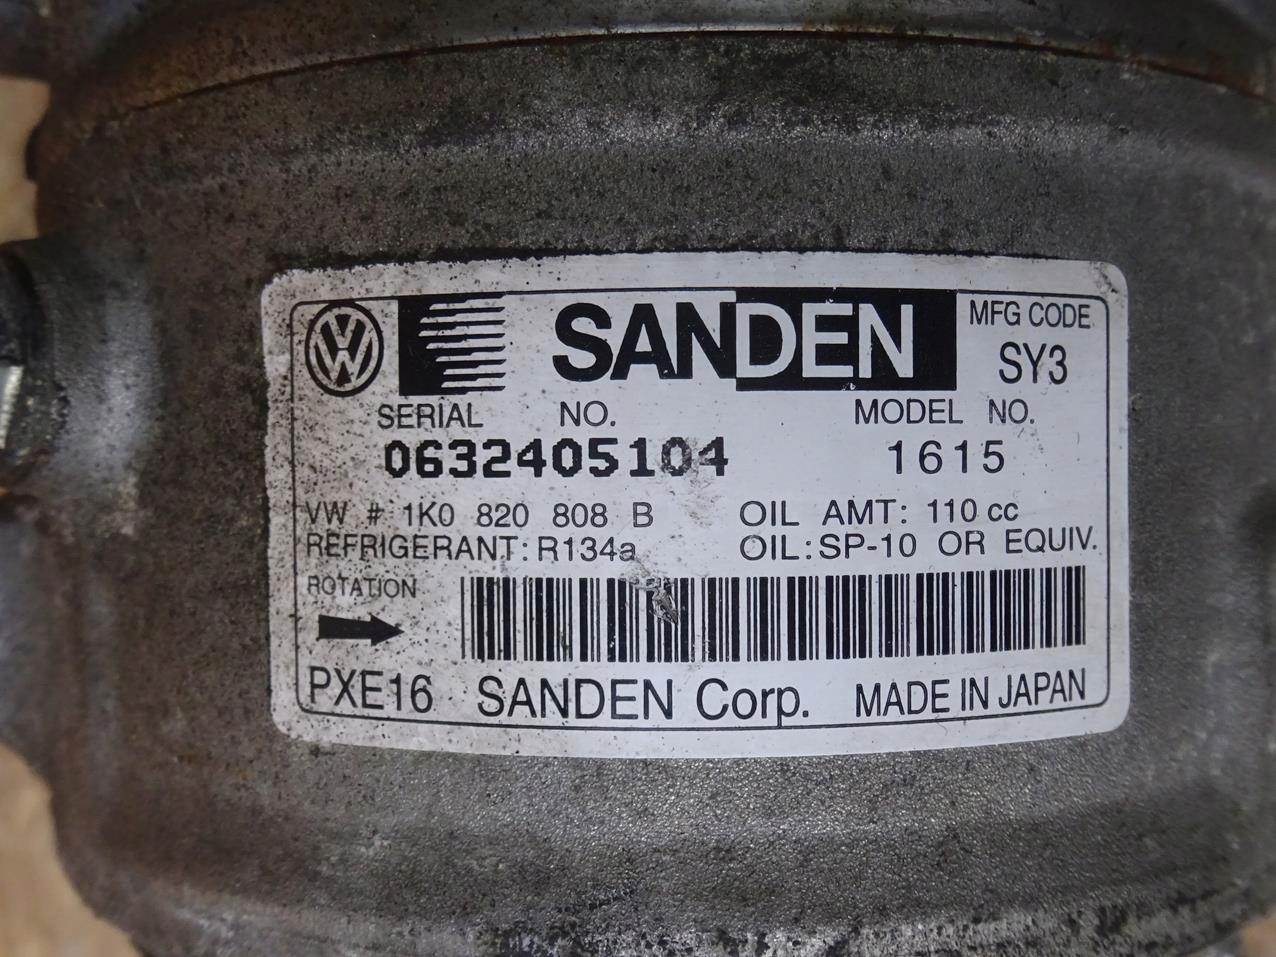 SANDEN
MFG CODE
SY3
SERIAL NO.
MODEL NO.
0632405104
1615
VW #: 1K0 820 808 B
OIL AMT: 110 cc
REFRIGERANT: R134a
OIL: SP-10 OR EQUIV.
ROTATION
PXE16 SANDEN Corp. MADE IN JAPAN